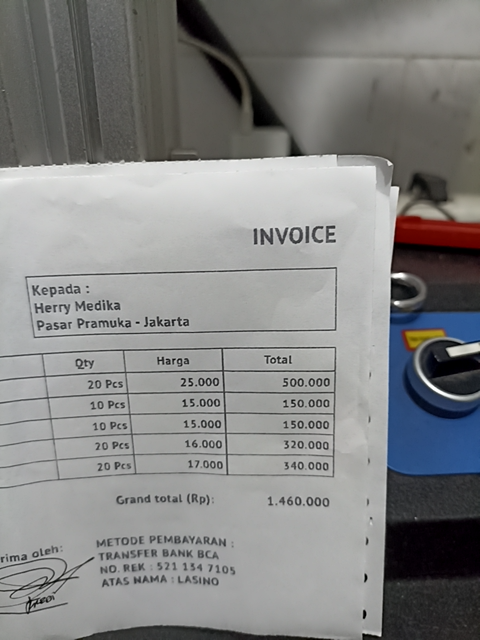 INVOICE
Kepada :
Herry Medika
Pasar Pramuka - Jakarta
Qty Harga Total
20 Pcs 25.000 500.000
10 Pcs 15.000 150.000
10 Pcs 15.000 150.000
20 Pcs 16.000 320.000
20 Pcs 17.000 340.000
Grand total (Rp): 1.460.000
rima oleh:
METODE PEMBAYARAN :
TRANSFER BANK BCA
NO. REK : 521 134 7105
ATAS NAMA : LASINO